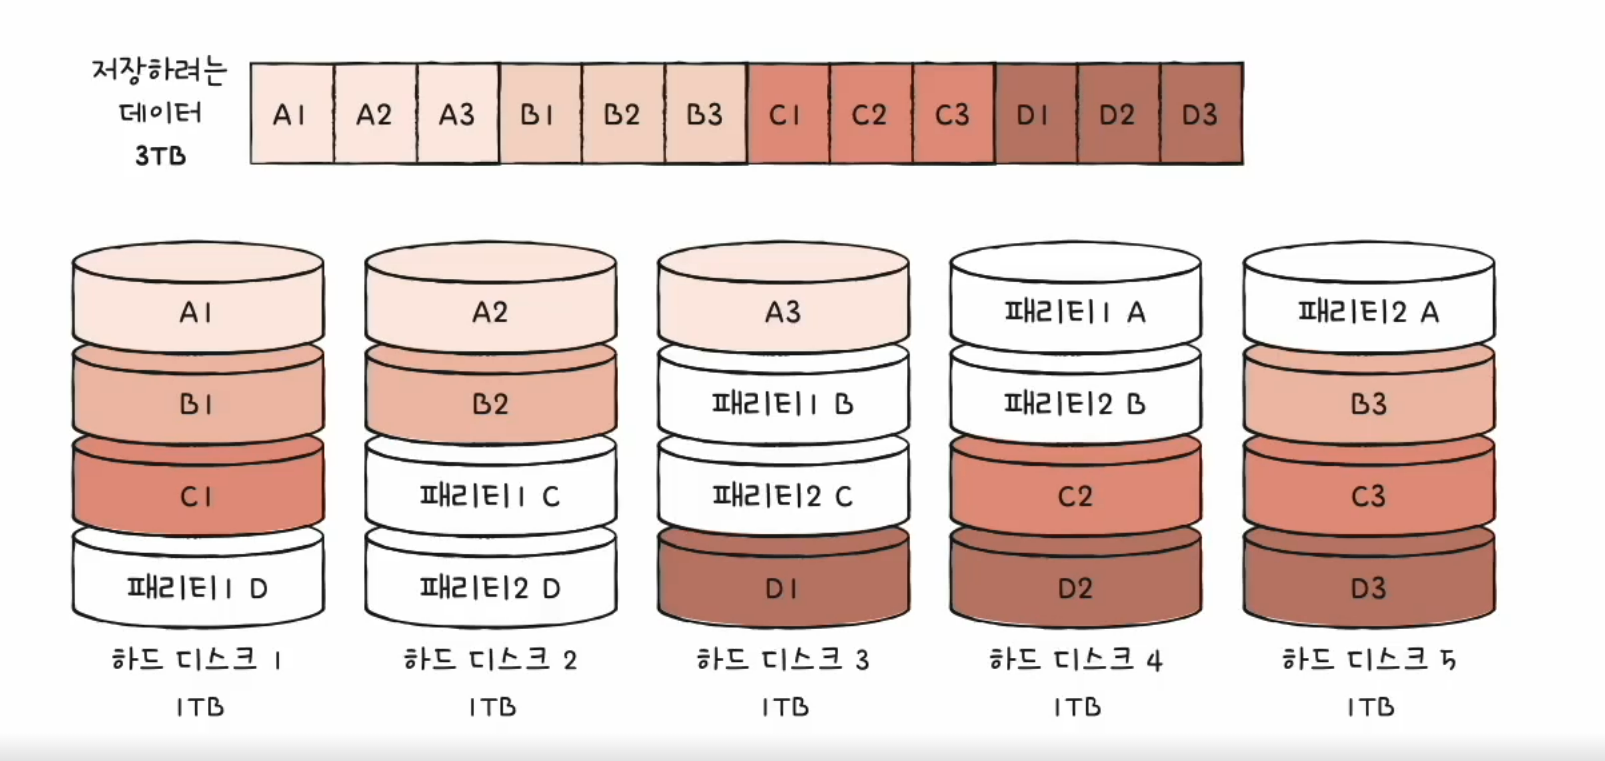 저장하려는
데이터
3TB
A1 A2 A3 B1 B2 B3 C1 C2 C3 D1 D2 D3
A1 A2 A3 패리티1 A 패리티2 A
B1 B2 패리티1 B 패리티2 B B3
C1 패리티1 C 패리티2 C C2 C3
패리티1 D 패리티2 D D1 D2 D3
하드 디스크 1 하드 디스크 2 하드 디스크 3 하드 디스크 4 하드 디스크 5
1TB 1TB 1TB 1TB 1TB